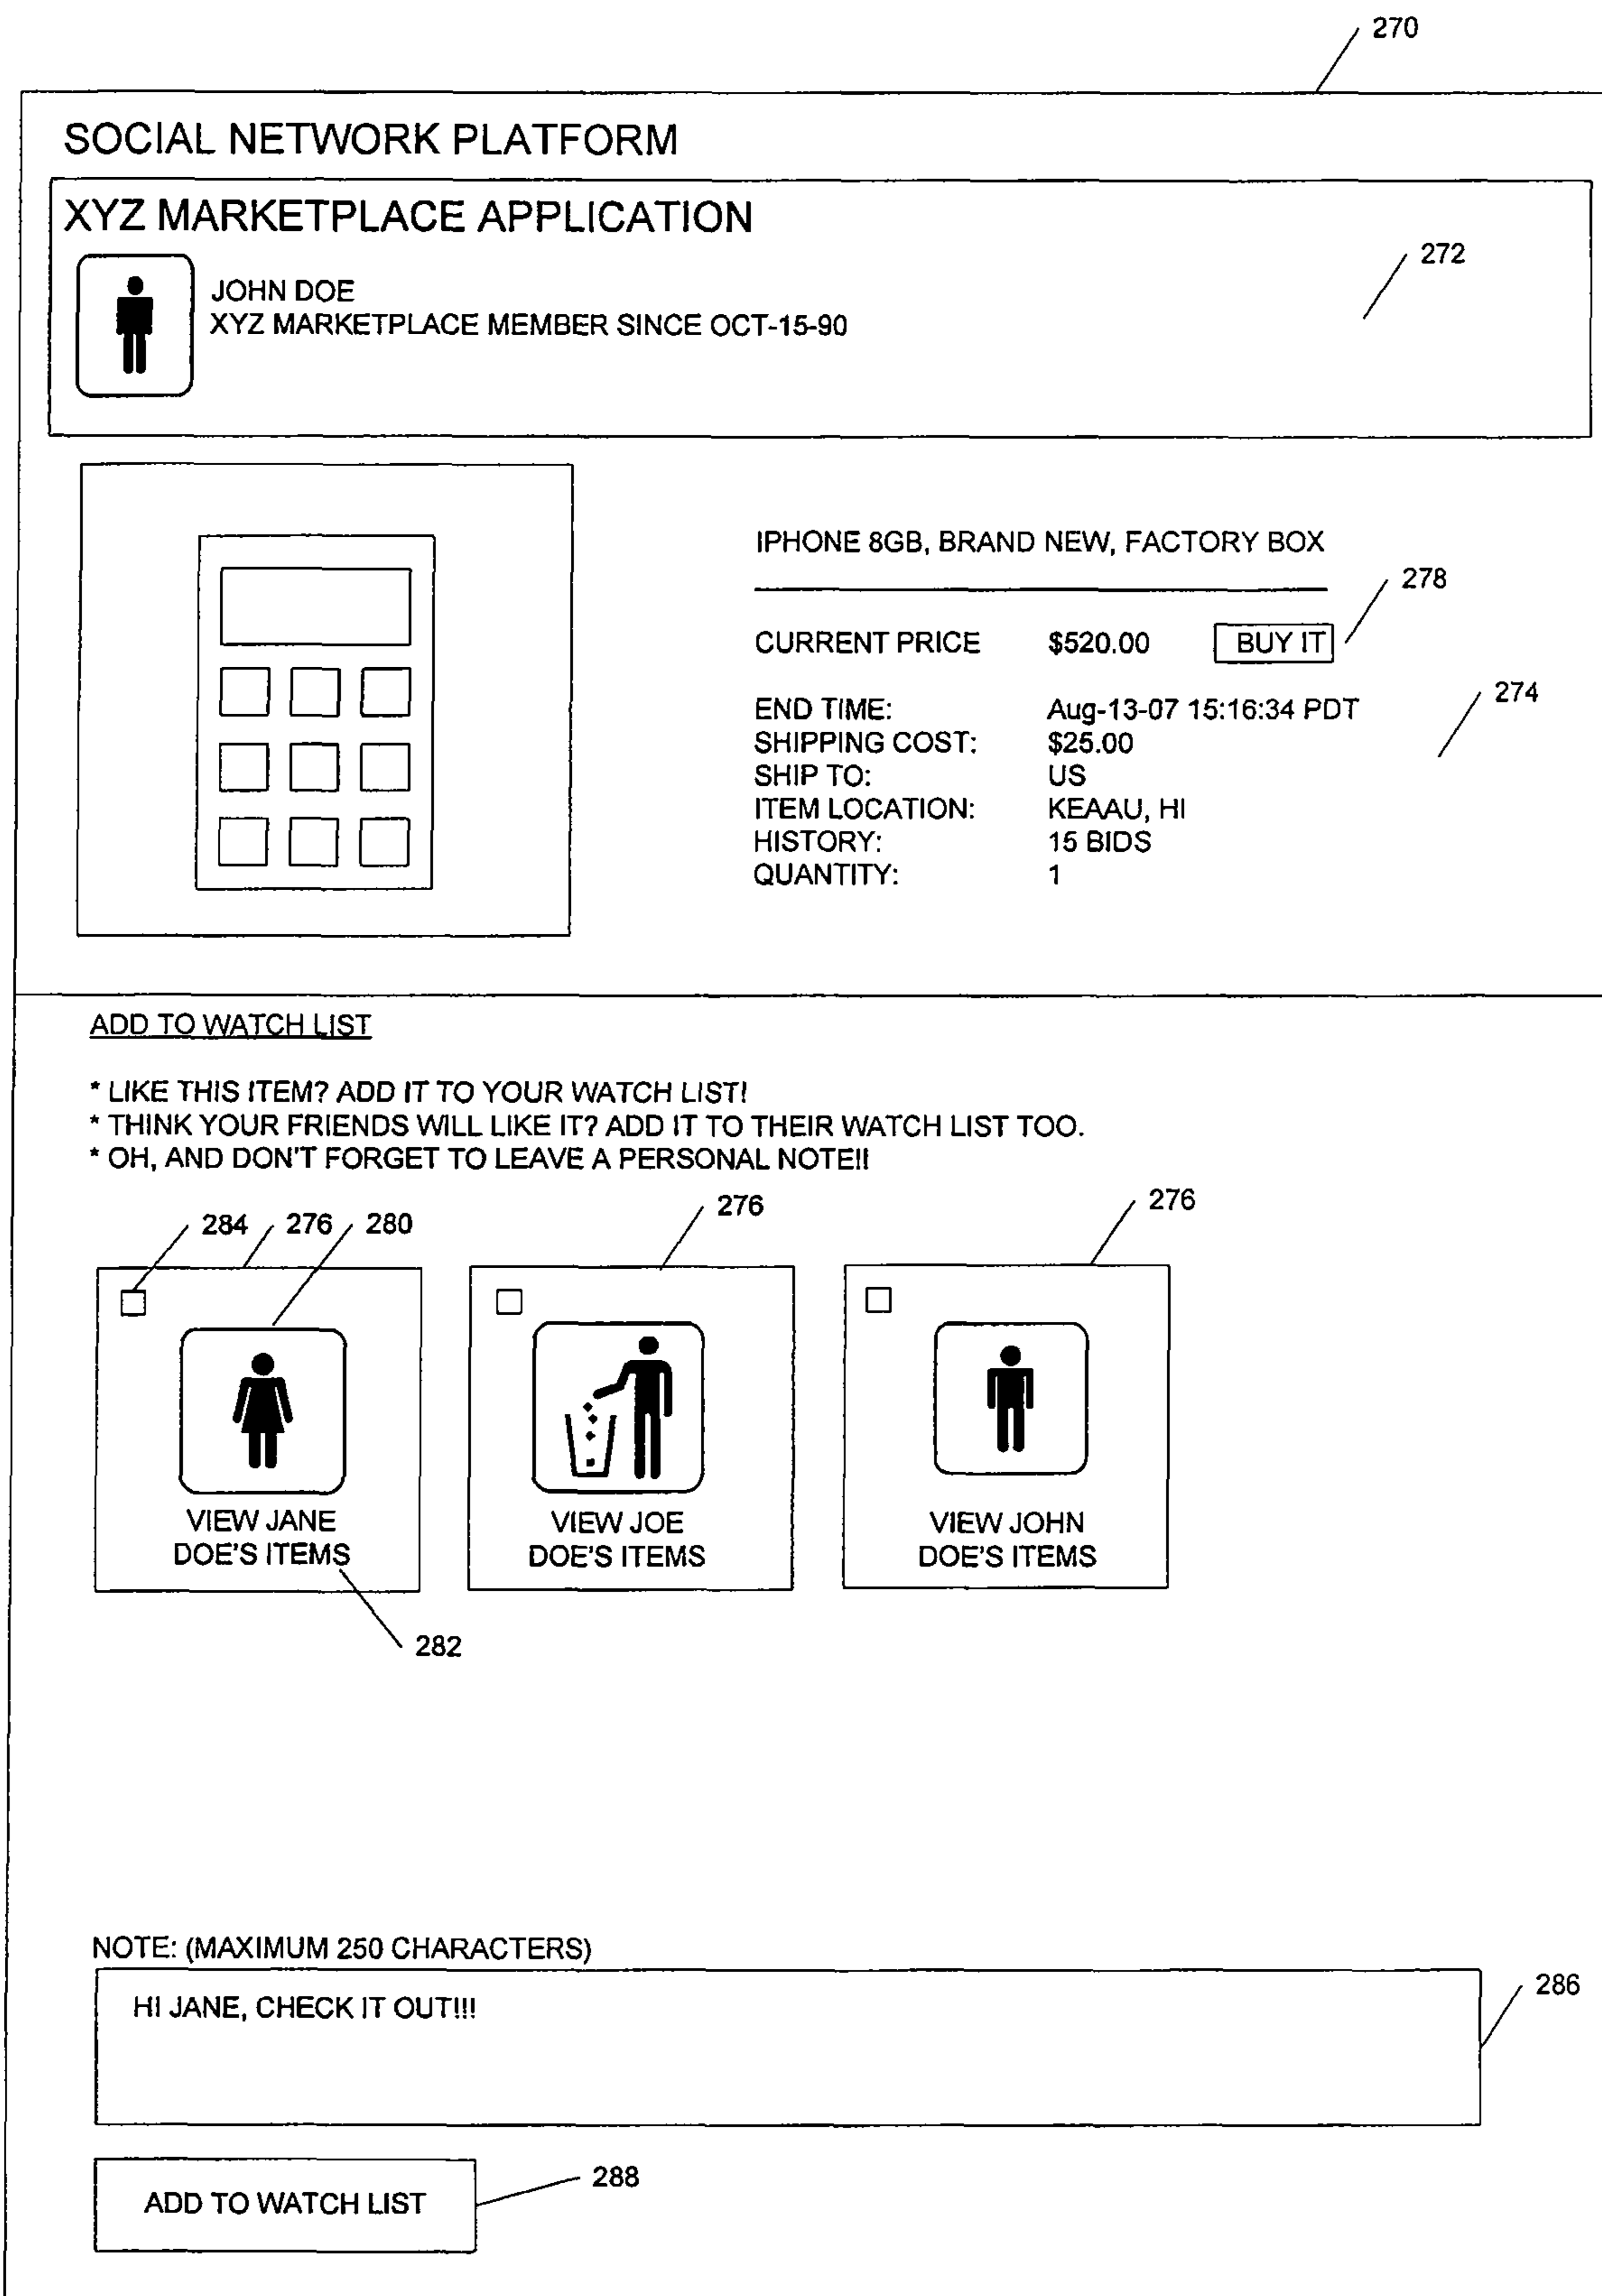 270
SOCIAL NETWORK PLATFORM
XYZ MARKETPLACE APPLICATION
272
JOHN DOE
XYZ MARKETPLACE MEMBER SINCE OCT-15-90
IPHONE 8GB, BRAND NEW, FACTORY BOX
278
CURRENT PRICE $520.00 BUY IT
274
END TIME: Aug-13-07 15:16:34 PDT
SHIPPING COST: $25.00
SHIP TO: US
ITEM LOCATION: KEAAU, HI
HISTORY: 15 BIDS
QUANTITY: 1
ADD TO WATCH LIST
* LIKE THIS ITEM? ADD IT TO YOUR WATCH LIST!
* THINK YOUR FRIENDS WILL LIKE IT? ADD IT TO THEIR WATCH LIST TOO.
* OH, AND DON'T FORGET TO LEAVE A PERSONAL NOTE!!
284 276 280 276 276
VIEW JANE
DOE'S ITEMS
VIEW JOE
DOE'S ITEMS
VIEW JOHN
DOE'S ITEMS
282
NOTE: (MAXIMUM 250 CHARACTERS)
HI JANE, CHECK IT OUT!!!
286
ADD TO WATCH LIST
288